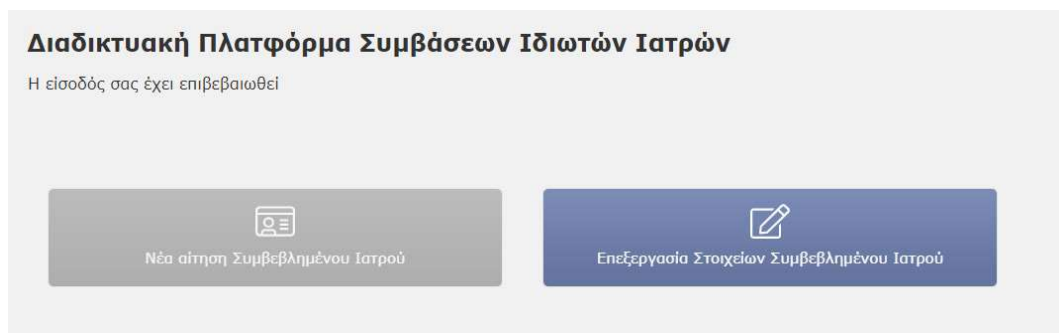 Διαδικτυακή Πλατφόρμα Συμβάσεων Ιδιωτών Ιατρών
Η είσοδός σας έχει επιβεβαιωθεί
Νέα αίτηση Συμβεβλημένου Ιατρού
Επεξεργασία Στοιχείων Συμβεβλημένου Ιατρού